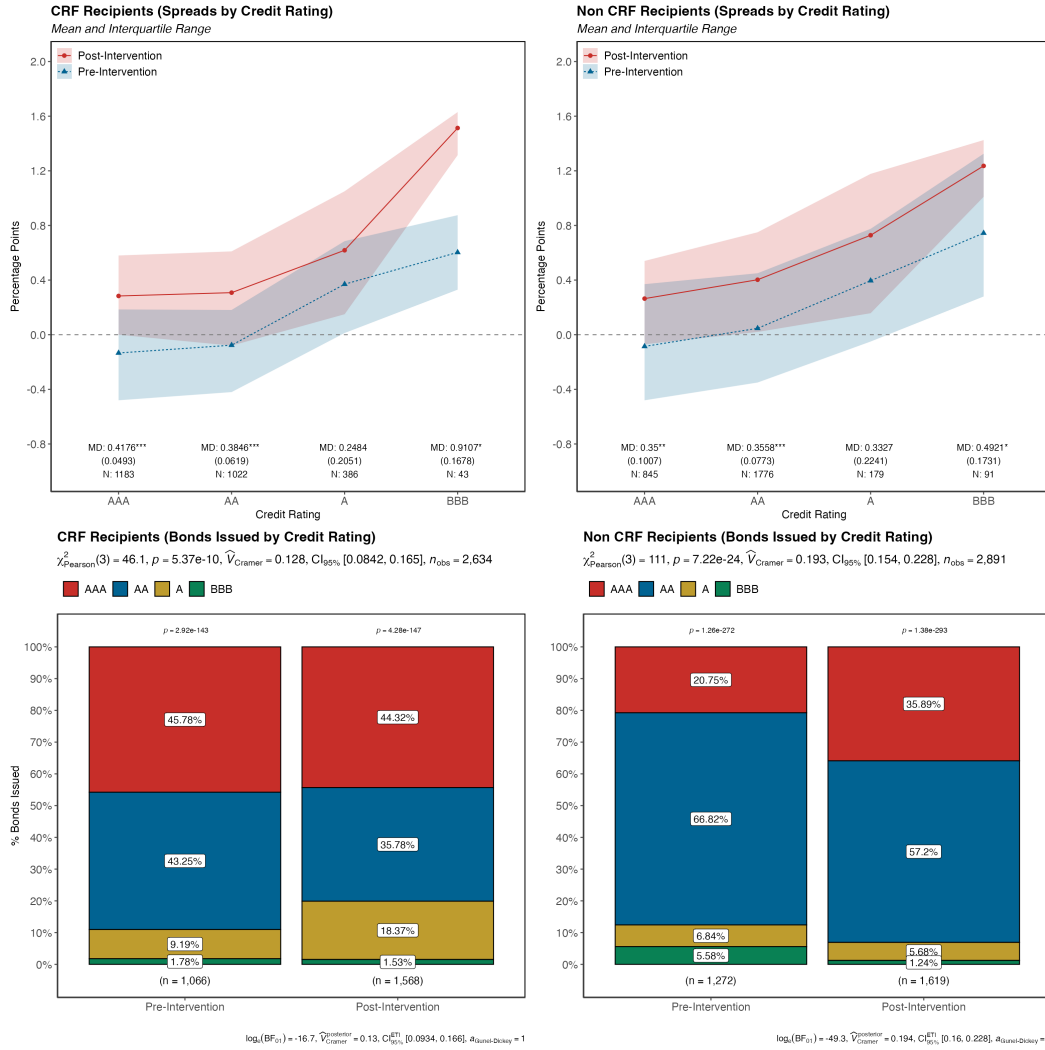 CRF Recipients (Spreads by Credit Rating)
Mean and Interquartile Range
Post-Intervention
Pre-Intervention
Percentage Points
2.0
1.6
1.2
0.8
0.4
0.0
-0.4
-0.8
MD: 0.4176*** MD: 0.3846*** MD: 0.2484 MD: 0.9107*
(0.0493) (0.0619) (0.2051) (0.1678)
N: 1183 N: 1022 N: 386 N: 43
AAA AA A BBB
Credit Rating
Non CRF Recipients (Spreads by Credit Rating)
Mean and Interquartile Range
Post-Intervention
Pre-Intervention
Percentage Points
2.0
1.6
1.2
0.8
0.4
0.0
-0.4
-0.8
MD: 0.35** MD: 0.3558*** MD: 0.3327 MD: 0.4921*
(0.1007) (0.0773) (0.2241) (0.1731)
N: 845 N: 1776 N: 179 N: 91
AAA AA A BBB
Credit Rating
CRF Recipients (Bonds Issued by Credit Rating)
χ²Pearson(3) = 46.1, p = 5.37e-10, V̂Cramer = 0.128, CI95% [0.0842, 0.165], nobs = 2,634
AAA AA A BBB
% Bonds Issued
p = 2.92e-143 p = 4.28e-147
100%
90%
80%
70%
60%
50%
40%
30%
20%
10%
0%
45.78% 44.32%
43.25% 35.78%
9.19% 18.37%
1.78% 1.53%
(n = 1,066) (n = 1,568)
Pre-Intervention Post-Intervention
loge(BF01) = -16.7, V̂posterior Cramer = 0.13, CI ETI 95% [0.0934, 0.166], aGunel-Dickey = 1
Non CRF Recipients (Bonds Issued by Credit Rating)
χ²Pearson(3) = 111, p = 7.22e-24, V̂Cramer = 0.193, CI95% [0.154, 0.228], nobs = 2,891
AAA AA A BBB
p = 1.26e-272 p = 1.38e-293
100%
90%
80%
70%
60%
50%
40%
30%
20%
10%
0%
20.75% 35.89%
66.82% 57.2%
6.84% 5.68%
5.58% 1.24%
(n = 1,272) (n = 1,619)
Pre-Intervention Post-Intervention
loge(BF01) = -49.3, V̂posterior Cramer = 0.194, CI ETI 95% [0.16, 0.228], aGunel-Dickey =